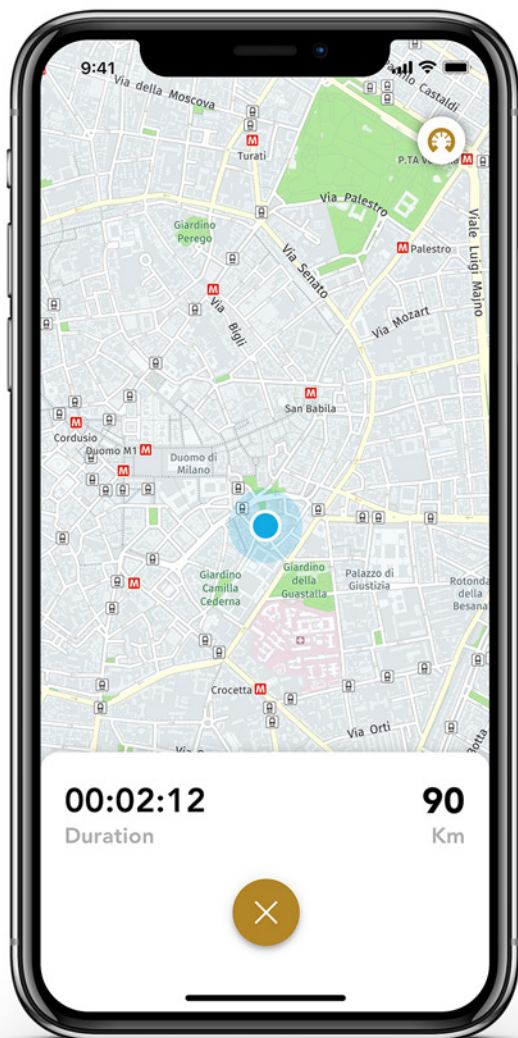 9:41
Castaldi
Via della Moscova
M
Turati
P.TA
M
Via Palestro
Giardino
Perego
M Palestro
Via Senato
Viale Luigi Majno
M
Via Bigli
Via Mozart
M
San Babila
M
Cordusio
Duomo M1 M
Duomo di
Milano
M
Giardino
Camilla
Cederna
Giardino
della
Guastalla
Palazzo di
Giustizia
Rotonda
della
Besana
M
Crocetta M
Via Orti
Botta
00:02:12
90
Duration
Km